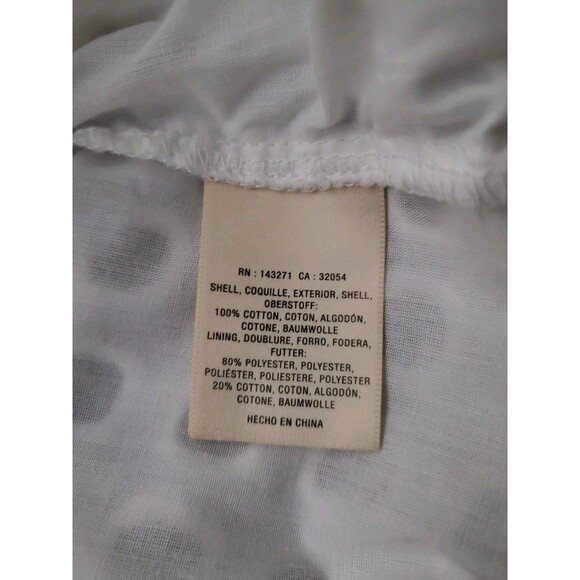 RN : 143271 CA : 32054
SHELL, COQUILLE, EXTERIOR, SHELL,
OBERSTOFF:
100% COTTON, COTON, ALGODÓN,
COTONE, BAUMWOLLE
LINING, DOUBLURE, FORRO, FODERA,
FUTTER:
80% POLYESTER, POLYESTER,
POLIÉSTER, POLIESTERE, POLYESTER
20% COTTON, COTON, ALGODÓN,
COTONE, BAUMWOLLE
HECHO EN CHINA